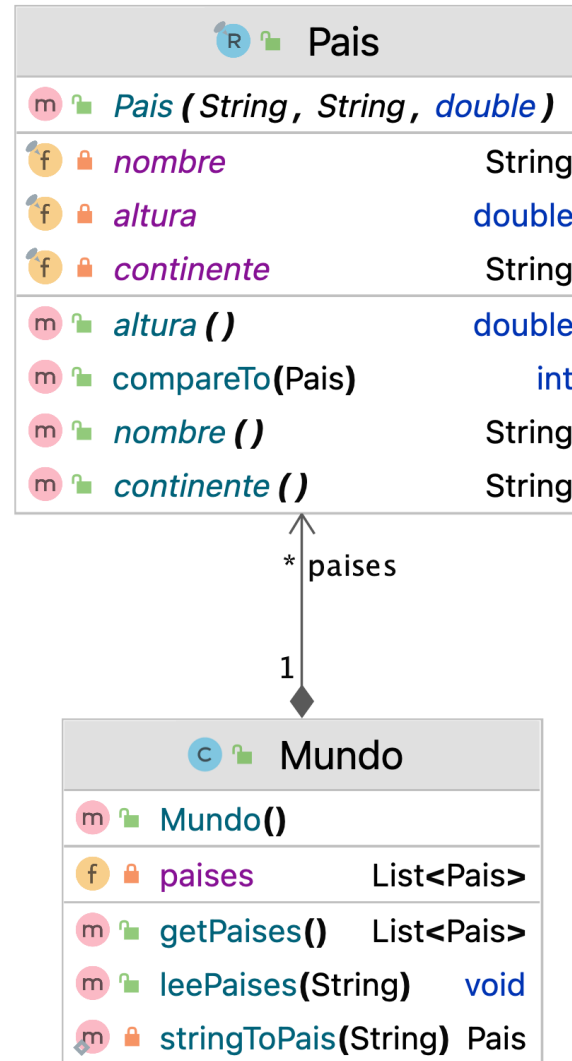 R Pais
m Pais(String, String, double)
f nombre String
f altura double
f continente String
m altura() double
m compareTo(Pais) int
m nombre() String
m continente() String
* paises
1
C Mundo
m Mundo()
f paises List<Pais>
m getPaises() List<Pais>
m leePaises(String) void
m stringToPais(String) Pais